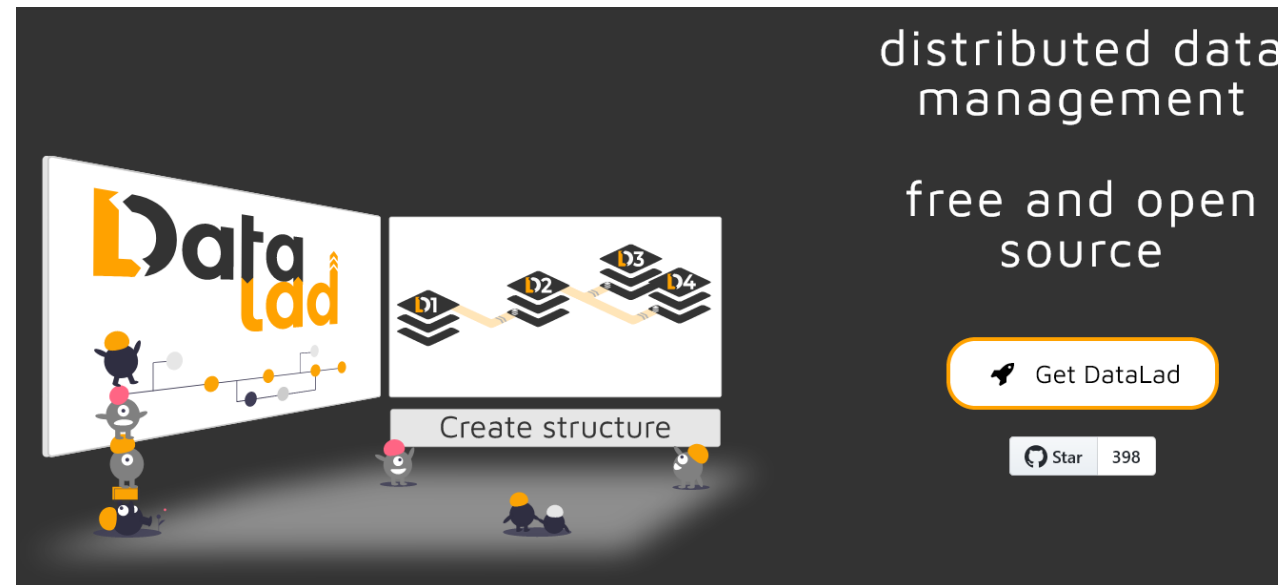 distributed data
management
free and open
source
Data
Lad
D1
D2
D3
D4
Create structure
Get DataLad
Star 398